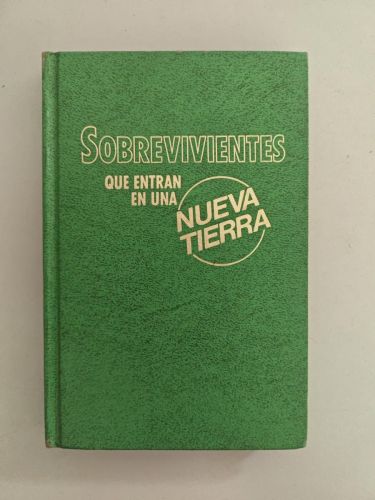 SOBREVIVIENTES
QUE ENTRAN
EN UNA
NUEVA
TIERRA